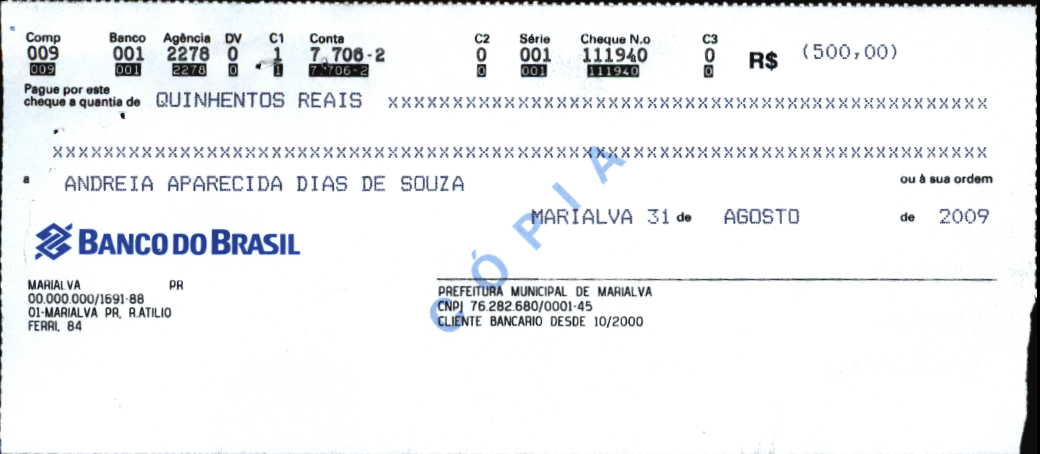 Comp Banco Agência DV C1 Conta C2 Série Cheque N.o C3
009 001 2278 0 1 7.706-2 0 001 111940 0 R$ (500,00)
009 001 2278 0 1 7.706-2 0 001 111940 0
Pague por este
cheque a quantia de QUINHENTOS REAIS XXXXXXXXXXXXXXXXXXXXXXXXXXXXXXXXXXXXXXXXX
XXXXXXXXXXXXXXXXXXXXXXXXXXXXXXXXXXXXXXXXXXXXXXXXXXXXXXXXXXXXXXXX
a ANDREIA APARECIDA DIAS DE SOUZA ou à sua ordem
MARIALVA 31 de AGOSTO de 2009
BANCO DO BRASIL
CÓPIA
MARIALVA PR
00.000.000/1691-88
01-MARIALVA PR, R.ATILIO
FERRI, 84
PREFEITURA MUNICIPAL DE MARIALVA
CNPJ 76.282.680/0001-45
CLIENTE BANCARIO DESDE 10/2000